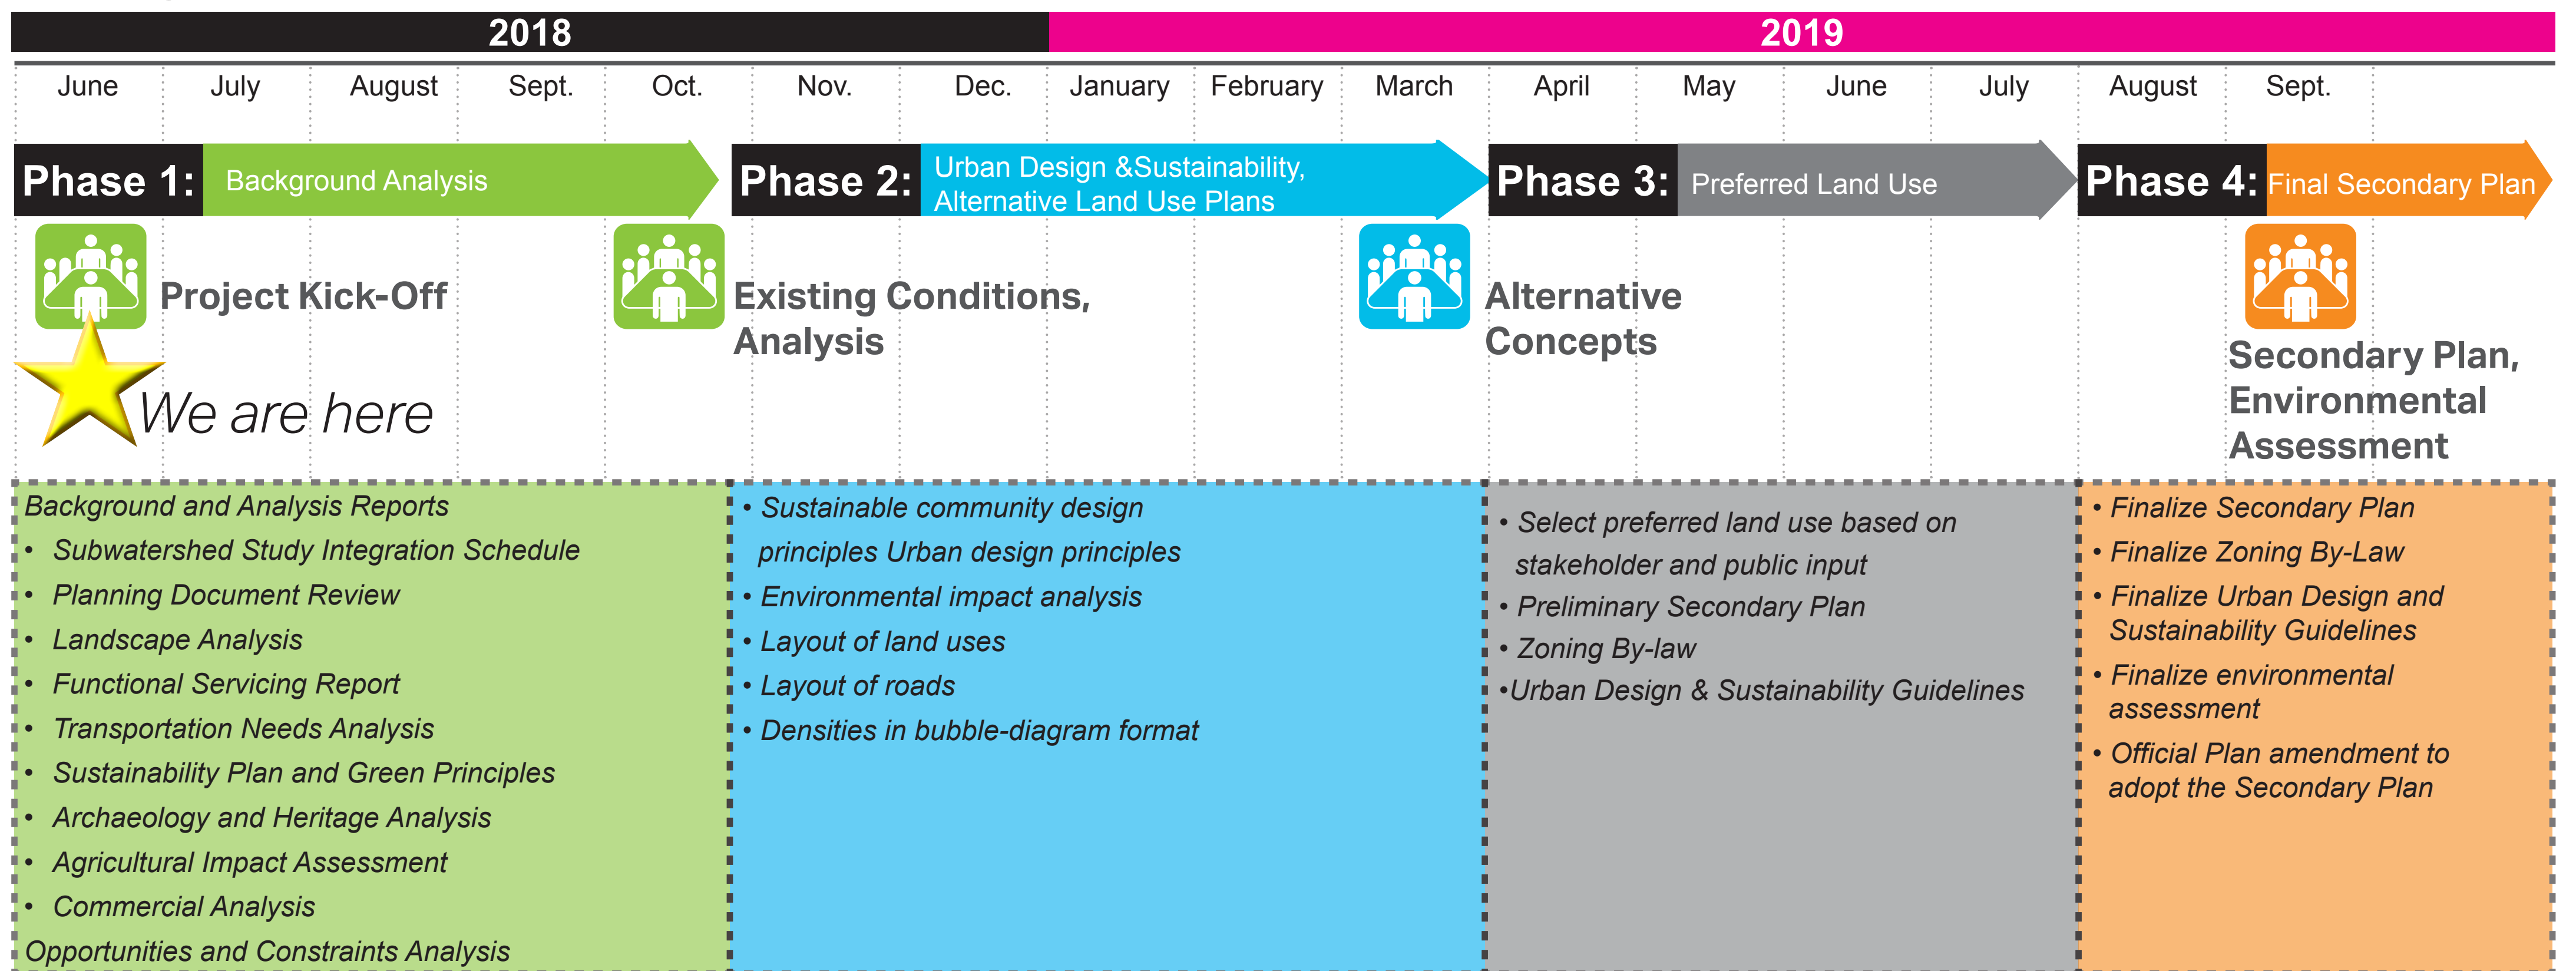 2018
2019
June
July
August
Sept.
Oct.
Nov.
Dec.
January
February
March
April
May
June
July
August
Sept.
Phase 1:
Background Analysis
Phase 2:
Urban Design &Sustainability,
Alternative Land Use Plans
Phase 3:
Preferred Land Use
Phase 4:
Final Secondary Plan
Project Kick-Off
Existing Conditions,
Analysis
Alternative
Concepts
Secondary Plan,
Environmental
Assessment
We are here
Background and Analysis Reports
• Subwatershed Study Integration Schedule
• Planning Document Review
• Landscape Analysis
• Functional Servicing Report
• Transportation Needs Analysis
• Sustainability Plan and Green Principles
• Archaeology and Heritage Analysis
• Agricultural Impact Assessment
• Commercial Analysis
Opportunities and Constraints Analysis
• Sustainable community design
principles Urban design principles
• Environmental impact analysis
• Layout of land uses
• Layout of roads
• Densities in bubble-diagram format
• Select preferred land use based on
stakeholder and public input
• Preliminary Secondary Plan
• Zoning By-law
•Urban Design & Sustainability Guidelines
• Finalize Secondary Plan
• Finalize Zoning By-Law
• Finalize Urban Design and
Sustainability Guidelines
• Finalize environmental
assessment
• Official Plan amendment to
adopt the Secondary Plan